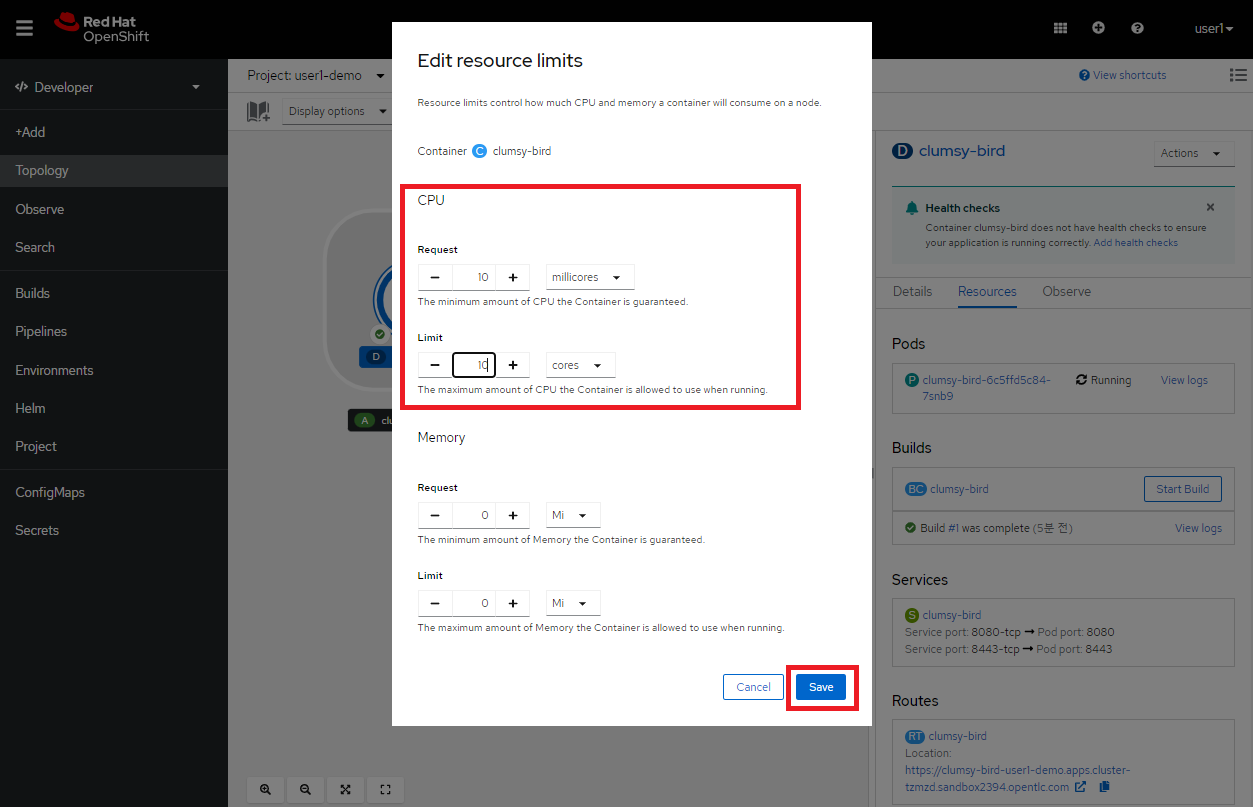 Red Hat
OpenShift
user1
Developer
+Add
Topology
Observe
Search
Builds
Pipelines
Environments
Helm
Project
ConfigMaps
Secrets
Project: user1-demo
View shortcuts
Display options
D
A
Edit resource limits
Resource limits control how much CPU and memory a container will consume on a node.
Container C clumsy-bird
CPU
Request
10 millicores
The minimum amount of CPU the Container is guaranteed.
Limit
10 cores
The maximum amount of CPU the Container is allowed to use when running.
Memory
Request
0 Mi
The minimum amount of Memory the Container is guaranteed.
Limit
0 Mi
The maximum amount of Memory the Container is allowed to use when running.
Cancel
Save
D clumsy-bird
Actions
Health checks
Container clumsy-bird does not have health checks to ensure
your application is running correctly. Add health checks
Details Resources Observe
Pods
P clumsy-bird-6c5ffd5c84- Running View logs
7snb9
Builds
BC clumsy-bird Start Build
Build #1 was complete (5분 전) View logs
Services
S clumsy-bird
Service port: 8080-tcp → Pod port: 8080
Service port: 8443-tcp → Pod port: 8443
Routes
RT clumsy-bird
Location:
https://clumsy-bird-user1-demo.apps.cluster-
tzmzd.sandbox2394.opentlc.com